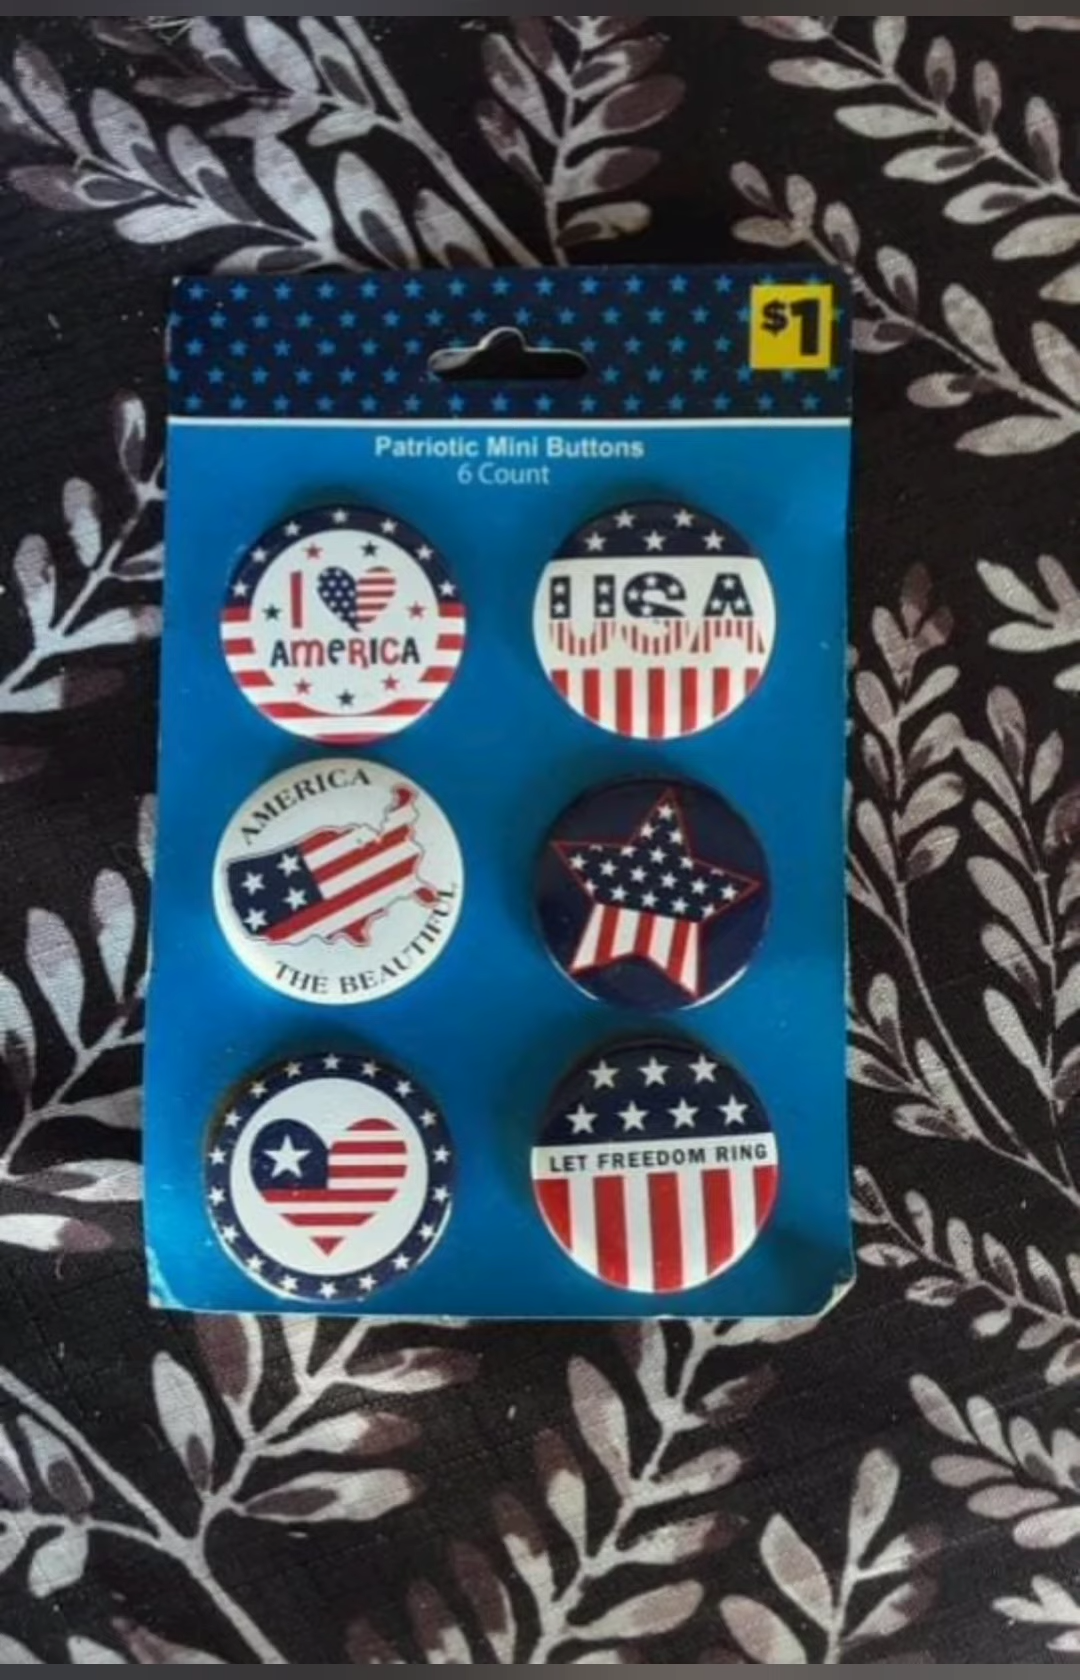 $1
Patriotic Mini Buttons
6 Count
I
AmeRICA
USA
AMERICA
THE BEAUTIFUL
LET FREEDOM RING